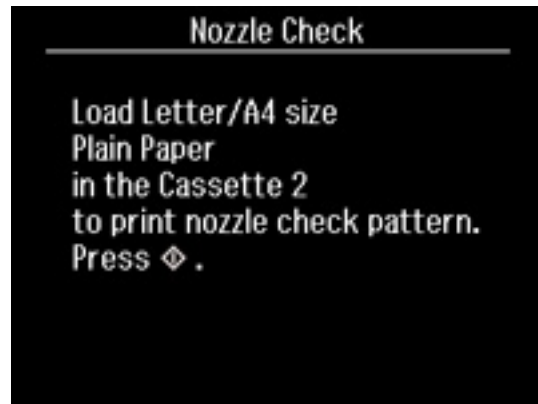 Nozzle Check
Load Letter/A4 size
Plain Paper
in the Cassette 2
to print nozzle check pattern.
Press ⟐.